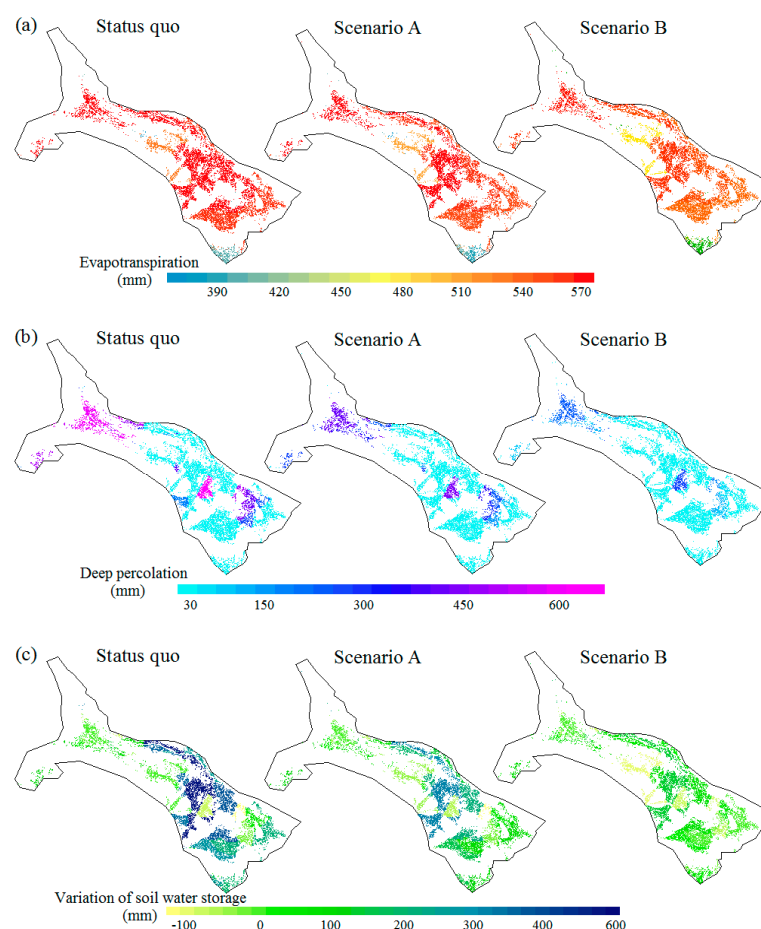 (a) Status quo Scenario A Scenario B
Evapotranspiration
(mm)
390 420 450 480 510 540 570
(b) Status quo Scenario A Scenario B
Deep percolation
(mm)
30 150 300 450 600
(c) Status quo Scenario A Scenario B
Variation of soil water storage
(mm)
-100 0 100 200 300 400 600